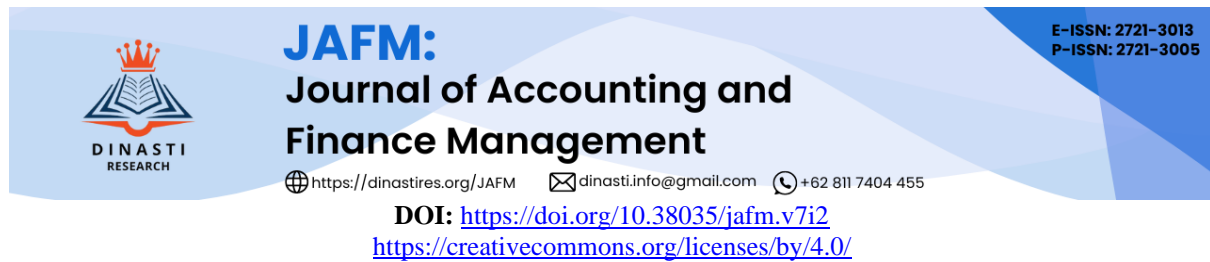 JAFM:
E-ISSN: 2721-3013
P-ISSN: 2721-3005
Journal of Accounting and
Finance Management
DINASTI
RESEARCH
https://dinastires.org/JAFM dinasti.info@gmail.com +62 811 7404 455
DOI: https://doi.org/10.38035/jafm.v7i2
https://creativecommons.org/licenses/by/4.0/